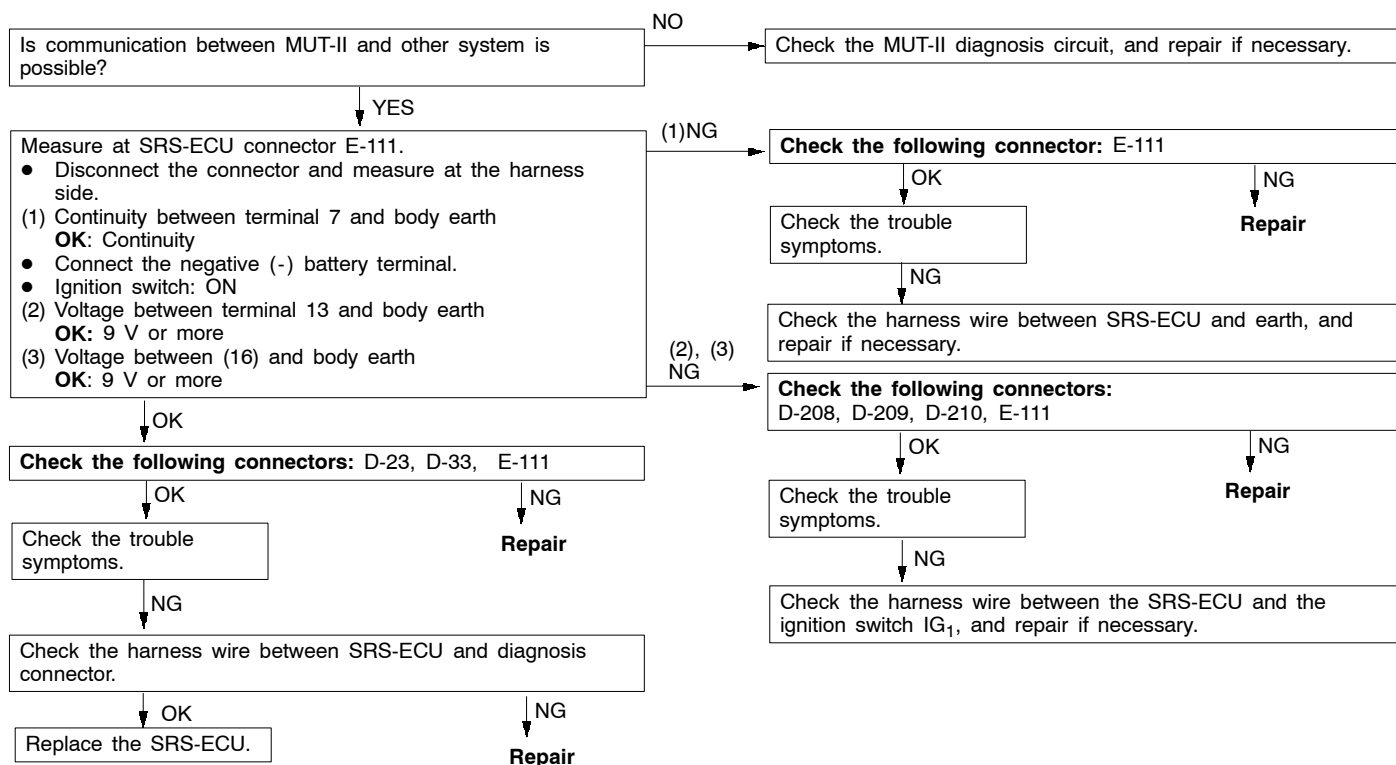 NO
Is communication between MUT-II and other system is
possible?
Check the MUT-II diagnosis circuit, and repair if necessary.
YES
Measure at SRS-ECU connector E-111.
● Disconnect the connector and measure at the harness
side.
(1) Continuity between terminal 7 and body earth
OK: Continuity
● Connect the negative (-) battery terminal.
● Ignition switch: ON
(2) Voltage between terminal 13 and body earth
OK: 9 V or more
(3) Voltage between (16) and body earth
OK: 9 V or more
(1)NG
Check the following connector: E-111
OK
NG
Check the trouble
symptoms.
Repair
NG
Check the harness wire between SRS-ECU and earth, and
repair if necessary.
(2), (3)
NG
Check the following connectors:
D-208, D-209, D-210, E-111
OK
NG
Check the trouble
symptoms.
Repair
NG
Check the harness wire between the SRS-ECU and the
ignition switch IG1, and repair if necessary.
OK
Check the following connectors: D-23, D-33, E-111
OK
NG
Check the trouble
symptoms.
Repair
NG
Check the harness wire between SRS-ECU and diagnosis
connector.
OK
NG
Replace the SRS-ECU.
Repair